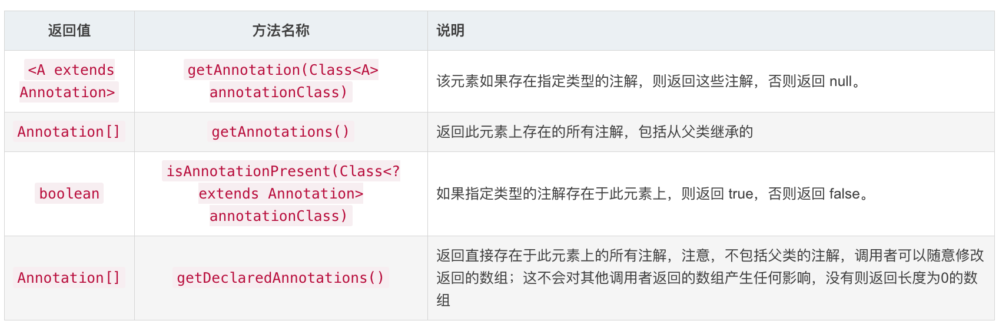 返回值
方法名称
说明
<A extends
Annotation>
getAnnotation(Class<A>
annotationClass)
该元素如果存在指定类型的注解，则返回这些注解，否则返回 null。
Annotation[]
getAnnotations()
返回此元素上存在的所有注解，包括从父类继承的
boolean
isAnnotationPresent(Class<?
extends Annotation>
annotationClass)
如果指定类型的注解存在于此元素上，则返回 true，否则返回 false。
Annotation[]
getDeclaredAnnotations()
返回直接存在于此元素上的所有注解，注意，不包括父类的注解，调用者可以随意修改
返回的数组；这不会对其他调用者返回的数组产生任何影响，没有则返回长度为0的数
组